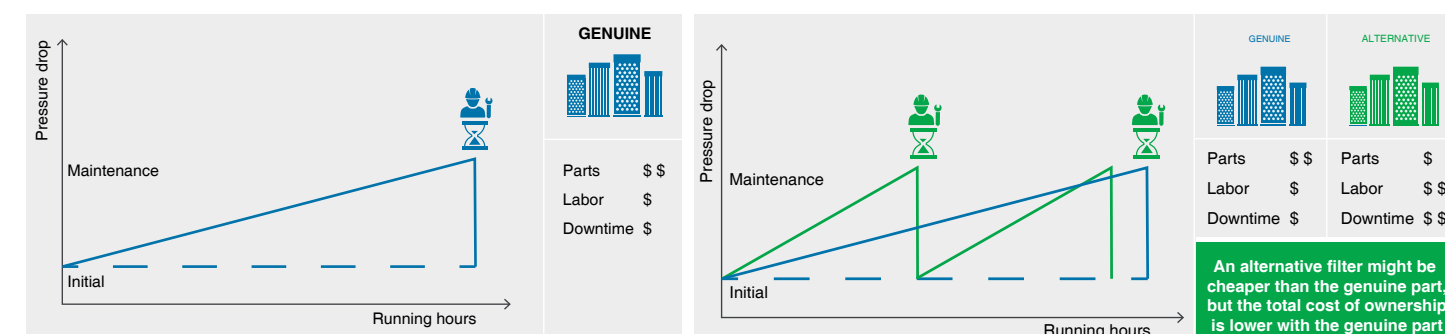 Pressure drop
Maintenance
Initial
Running hours
GENUINE
Parts $ $
Labor $
Downtime $
Pressure drop
Maintenance
Initial
Running hours
GENUINE
Parts $ $
Labor $
Downtime $
ALTERNATIVE
Parts $
Labor $ $
Downtime $ $
An alternative filter might be
cheaper than the genuine part,
but the total cost of ownership
is lower with the genuine part